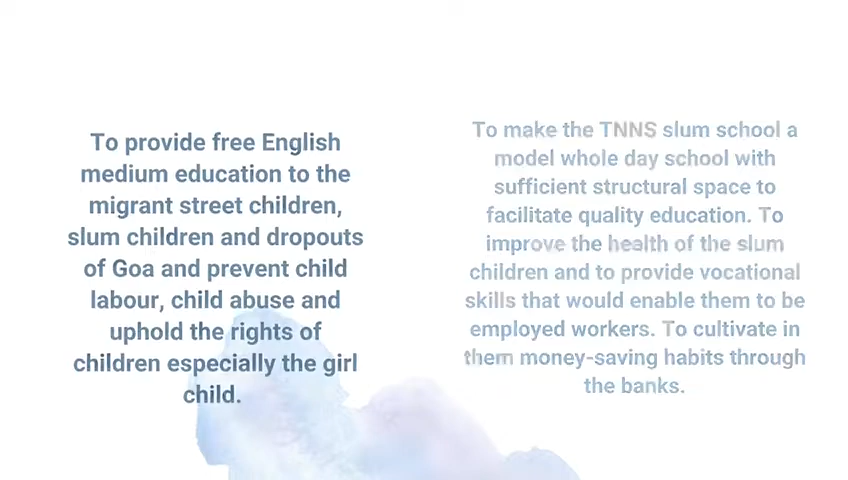 To provide free English
medium education to the
migrant street children,
slum children and dropouts
of Goa and prevent child
labour, child abuse and
uphold the rights of
children especially the girl
child.
To make the TNNS slum school a
model whole day school with
sufficient structural space to
facilitate quality education. To
improve the health of the slum
children and to provide vocational
skills that would enable them to be
employed workers. To cultivate in
them money-saving habits through
the banks.